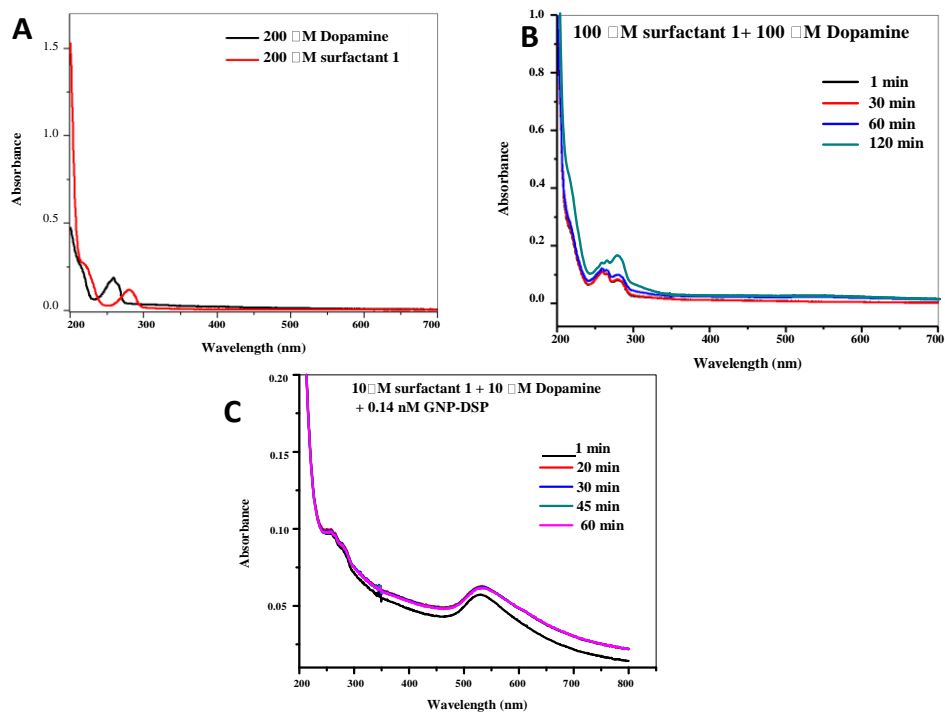 A
200 □M Dopamine
200 □M surfactant 1
1.5
1.0
0.5
0.0
Absorbance
200 300 500 600 700
Wavelength (nm)
B
100 □M surfactant 1+ 100 □M Dopamine
1 min
30 min
60 min
120 min
1.0
0.8
0.6
0.4
0.2
0.0
Absorbance
200 300 400 500 600 700
Wavelength (nm)
C
10□M surfactant 1 + 10 □M Dopamine
+ 0.14 nM GNP-DSP
1 min
20 min
30 min
45 min
60 min
0.20
0.15
0.10
0.05
Absorbance
200 300 400 500 600 700 800
Wavelength (nm)